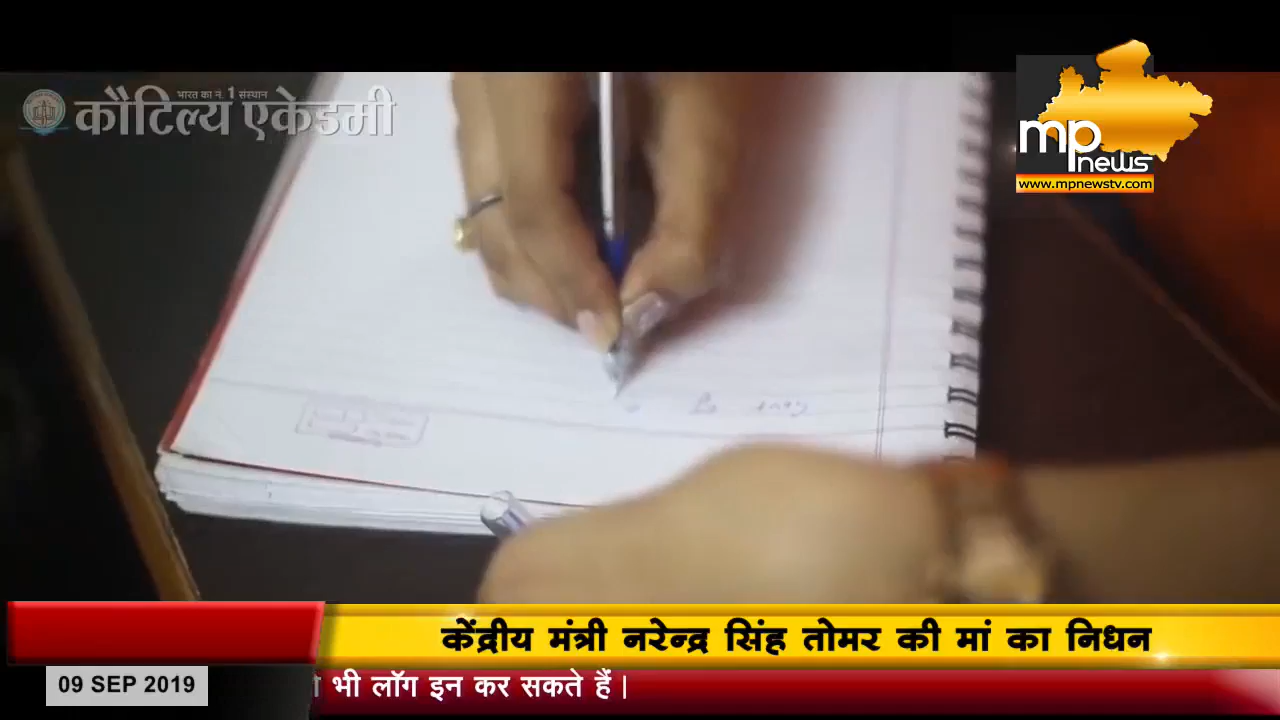 भारत का नं. 1 संस्थान
कौटिल्य एकेडमी
mp
news
www.mpnewstv.com
केंद्रीय मंत्री नरेन्द्र सिंह तोमर की मां का निधन
09 SEP 2019
भी लॉग इन कर सकते हैं |